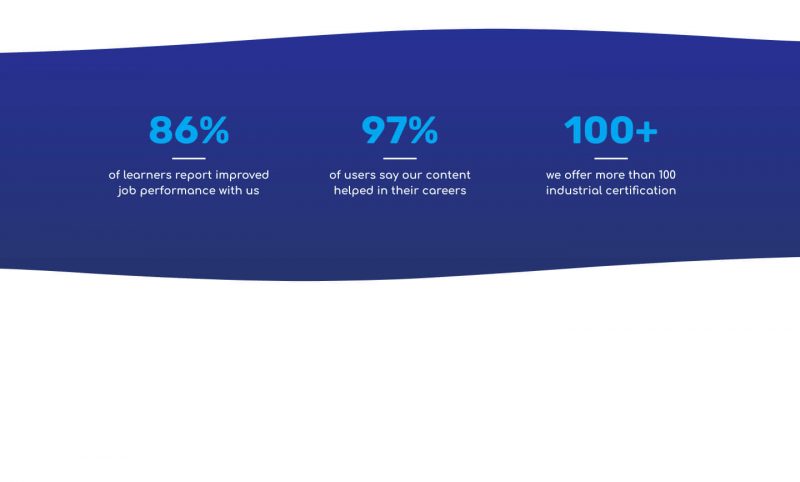 86%
of learners report improved
job performance with us
97%
of users say our content
helped in their careers
100+
we offer more than 100
industrial certification